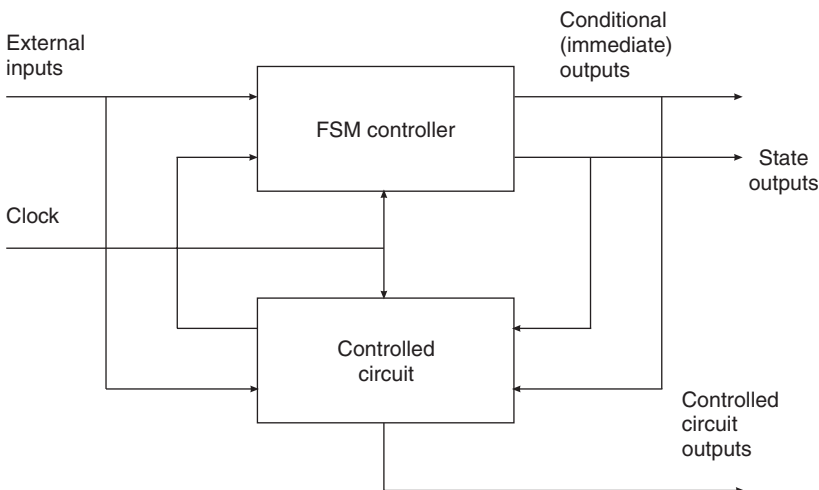 External
inputs
Conditional
(immediate)
outputs
FSM controller
State
outputs
Clock
Controlled
circuit
Controlled
circuit
outputs